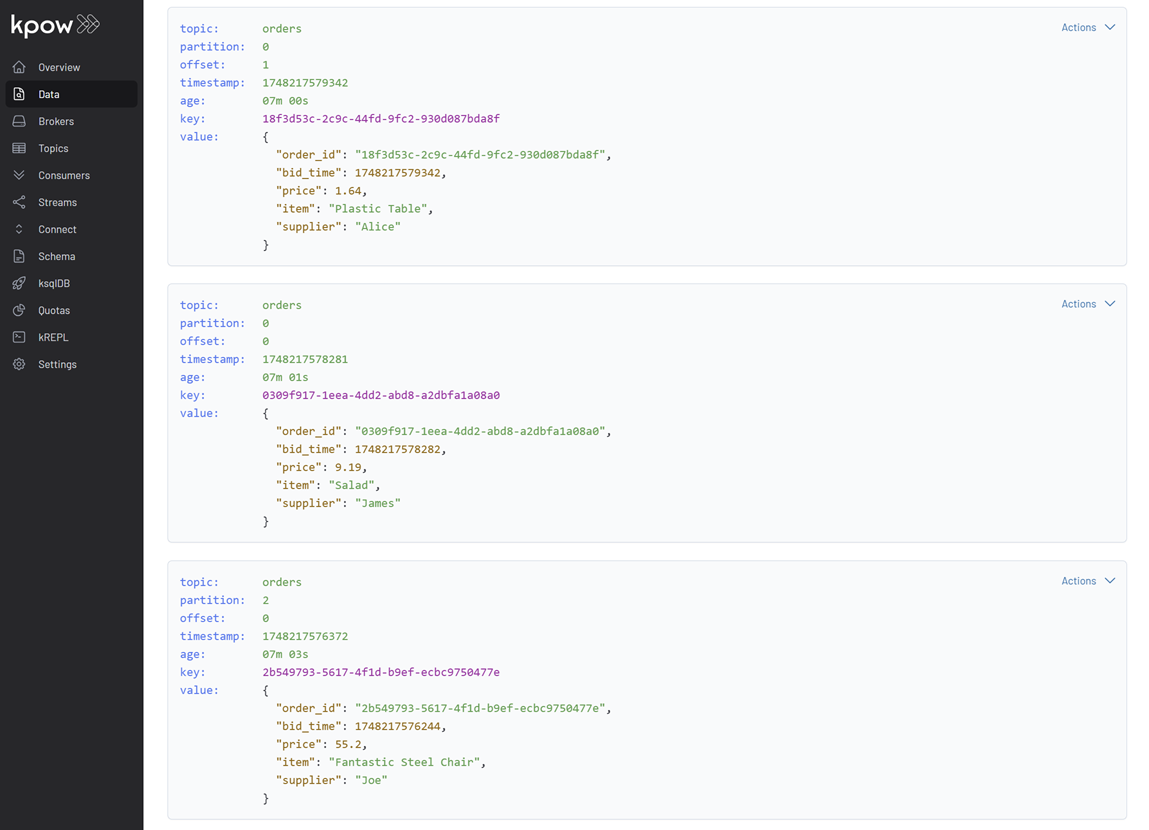 kpow
Overview
Data
Brokers
Topics
Consumers
Streams
Connect
Schema
ksqlDB
Quotas
kREPL
Settings
Actions
topic: orders
partition: 0
offset: 1
timestamp: 1748217579342
age: 07m 00s
key: 18f3d53c-2c9c-44fd-9fc2-930d087bda8f
value: {
"order_id": "18f3d53c-2c9c-44fd-9fc2-930d087bda8f",
"bid_time": 1748217579342,
"price": 1.64,
"item": "Plastic Table",
"supplier": "Alice"
}
Actions
topic: orders
partition: 0
offset: 0
timestamp: 1748217578281
age: 07m 01s
key: 0309f917-1eea-4dd2-abd8-a2dbfa1a08a0
value: {
"order_id": "0309f917-1eea-4dd2-abd8-a2dbfa1a08a0",
"bid_time": 1748217578282,
"price": 9.19,
"item": "Salad",
"supplier": "James"
}
Actions
topic: orders
partition: 2
offset: 0
timestamp: 1748217576372
age: 07m 03s
key: 2b549793-5617-4f1d-b9ef-ecbc9750477e
value: {
"order_id": "2b549793-5617-4f1d-b9ef-ecbc9750477e",
"bid_time": 1748217576244,
"price": 55.2,
"item": "Fantastic Steel Chair",
"supplier": "Joe"
}